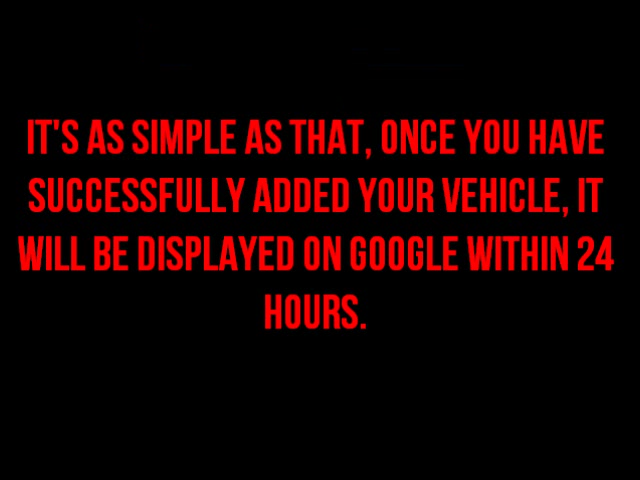 IT'S AS SIMPLE AS THAT, ONCE YOU HAVE
SUCCESSFULLY ADDED YOUR VEHICLE, IT
WILL BE DISPLAYED ON GOOGLE WITHIN 24
HOURS.